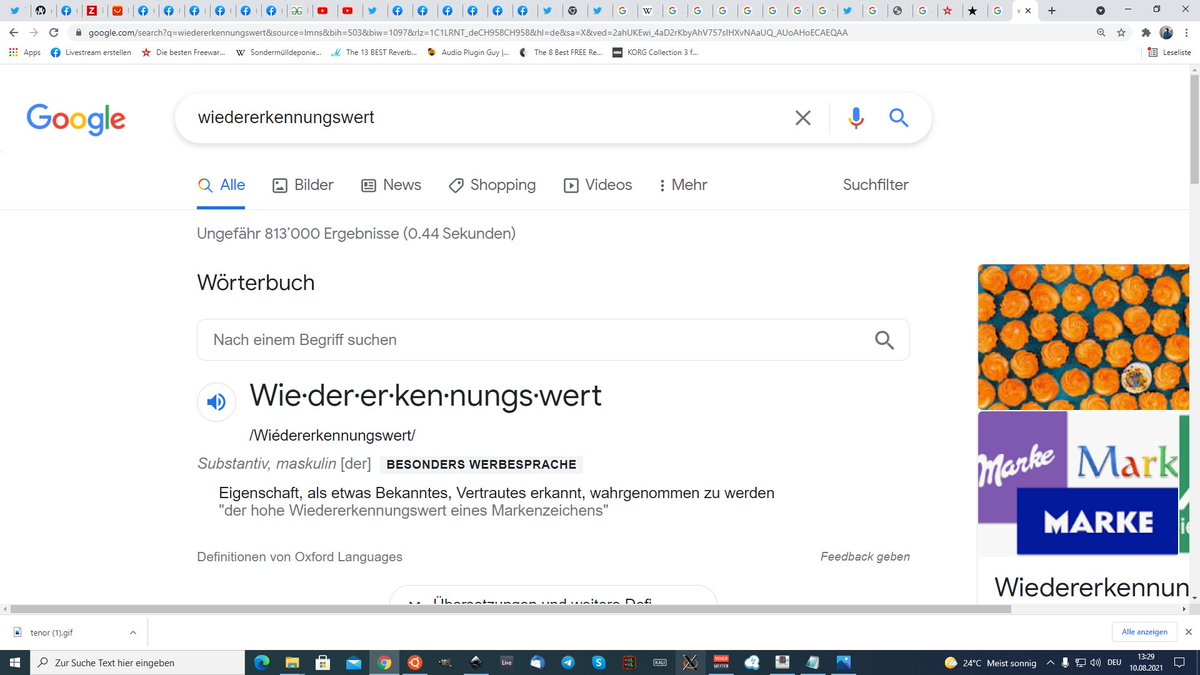 google.com/search?q=wiedererkennungswert&source=lmns&bih=503&biw=1097&rlz=1C1LRNT_deCH958CH958&hl=de&sa=X&ved=2ahUKEwi_4aD2rKbyAhV757sIHXvNAaUQ_AUoAHoECAEQAA
Apps Livestream erstellen Die besten Freewar... Sondermülldeponie... The 13 BEST Reverb... Audio Plugin Guy |... The 8 Best FREE Re... KORG Collection 3 f... Leseliste
Google
wiedererkennungswert
Alle Bilder News Shopping Videos Mehr Suchfilter
Ungefähr 813’000 Ergebnisse (0.44 Sekunden)
Wörterbuch
Nach einem Begriff suchen
Wie·der·er·ken·nungs·wert
/Wiédererkennungswert/
Substantiv, maskulin [der] BESONDERS WERBESPRACHE
Eigenschaft, als etwas Bekanntes, Vertrautes erkannt, wahrgenommen zu werden
"der hohe Wiedererkennungswert eines Markenzeichens"
Definitionen von Oxford Languages Feedback geben
Übersetzungen und weitere Defi
Marke
Mark
MARKE
Wiedererkennun
tenor (1).gif
Alle anzeigen
Zur Suche Text hier eingeben
Live
24°C Meist sonnig
DEU
13:29
10.08.2021